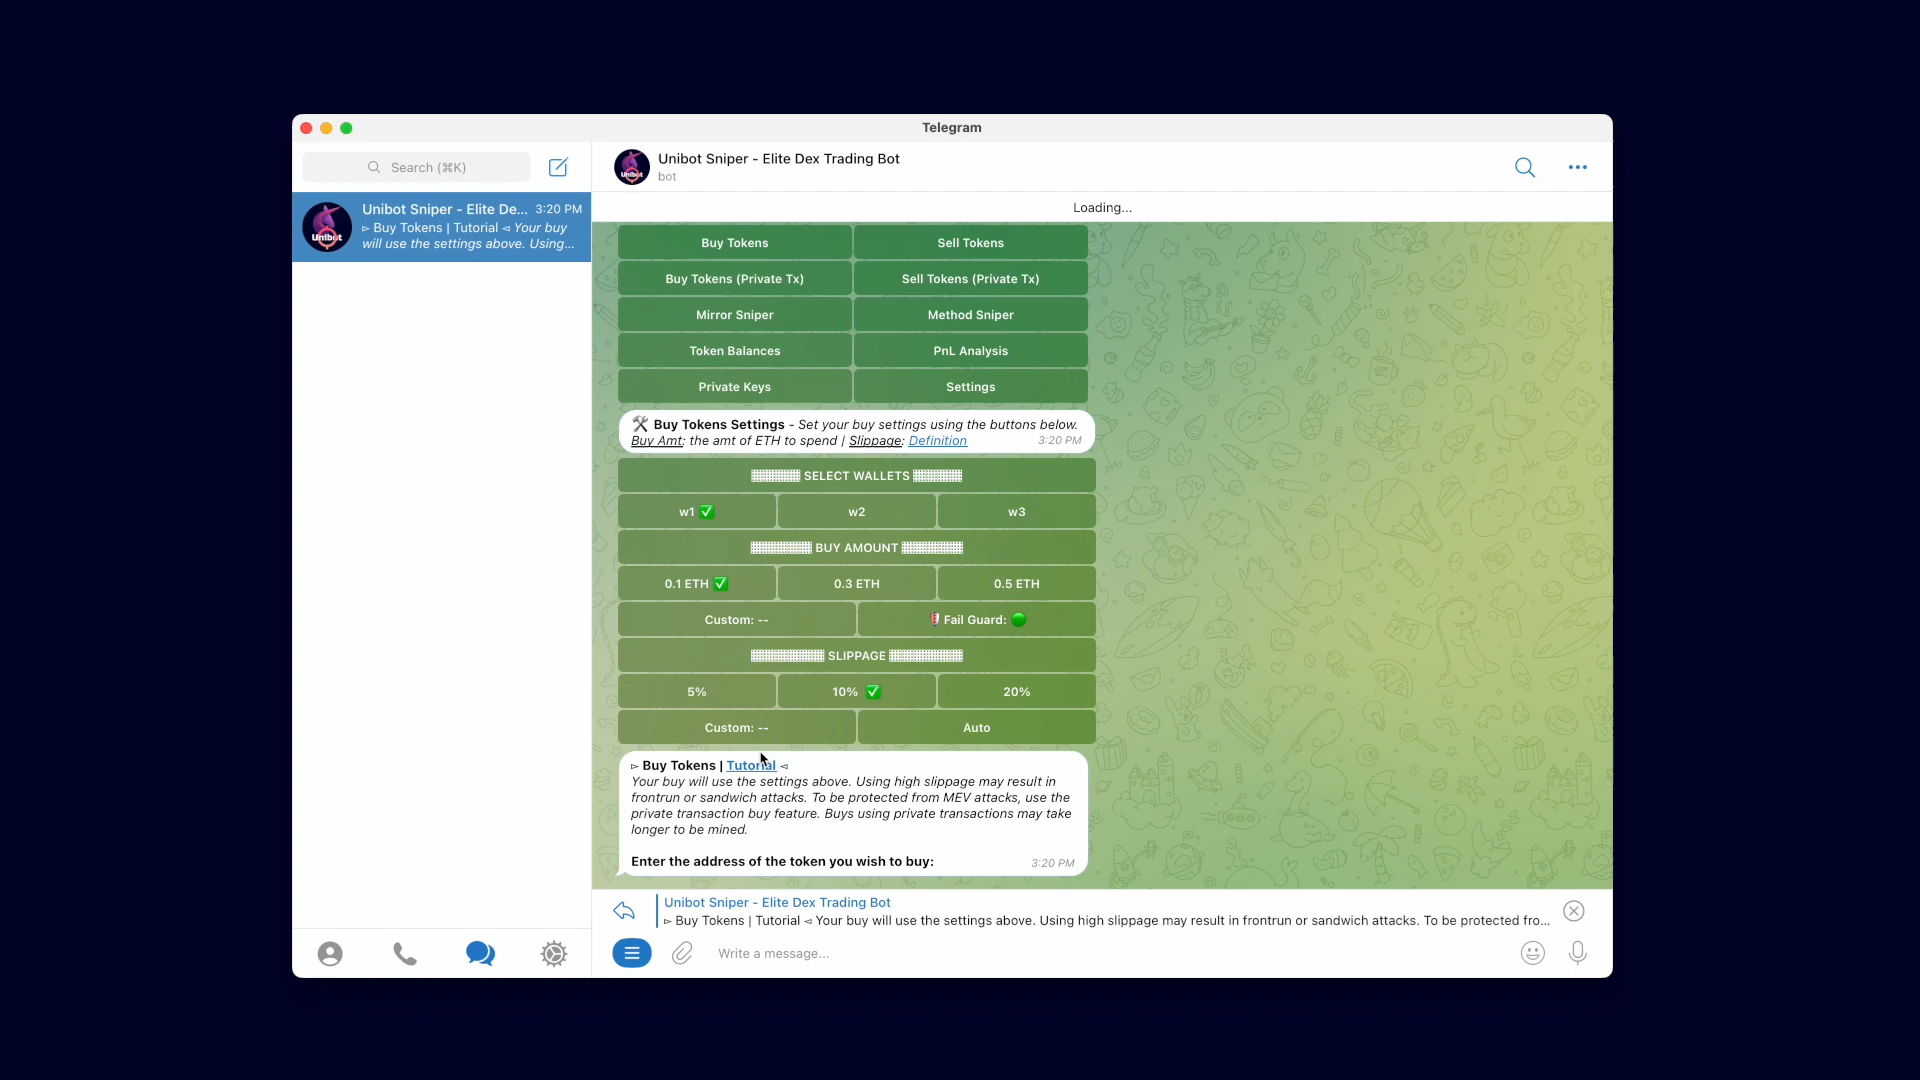 Telegram
Search (⌘K)
Unibot Sniper - Elite De... 3:20 PM
▻ Buy Tokens | Tutorial ◅ Your buy
will use the settings above. Using...
Unibot
Unibot Sniper - Elite Dex Trading Bot
bot
Unibot
Loading...
Buy Tokens Sell Tokens
Buy Tokens (Private Tx) Sell Tokens (Private Tx)
Mirror Sniper Method Sniper
Token Balances PnL Analysis
Private Keys Settings
🛠 Buy Tokens Settings - Set your buy settings using the buttons below.
Buy Amt: the amt of ETH to spend | Slippage: Definition 3:20 PM
▒▒▒▒ SELECT WALLETS ▒▒▒▒
w1 ✅ w2 w3
▒▒▒▒▒ BUY AMOUNT ▒▒▒▒▒
0.1 ETH ✅ 0.3 ETH 0.5 ETH
Custom: -- Fail Guard: 🟢
▒▒▒▒▒▒ SLIPPAGE ▒▒▒▒▒▒
5% 10% ✅ 20%
Custom: -- Auto
▻ Buy Tokens | Tutorial ◅
Your buy will use the settings above. Using high slippage may result in
frontrun or sandwich attacks. To be protected from MEV attacks, use the
private transaction buy feature. Buys using private transactions may take
longer to be mined.
Enter the address of the token you wish to buy: 3:20 PM
Unibot Sniper - Elite Dex Trading Bot
▻ Buy Tokens | Tutorial ◅ Your buy will use the settings above. Using high slippage may result in frontrun or sandwich attacks. To be protected fro...
Write a message...